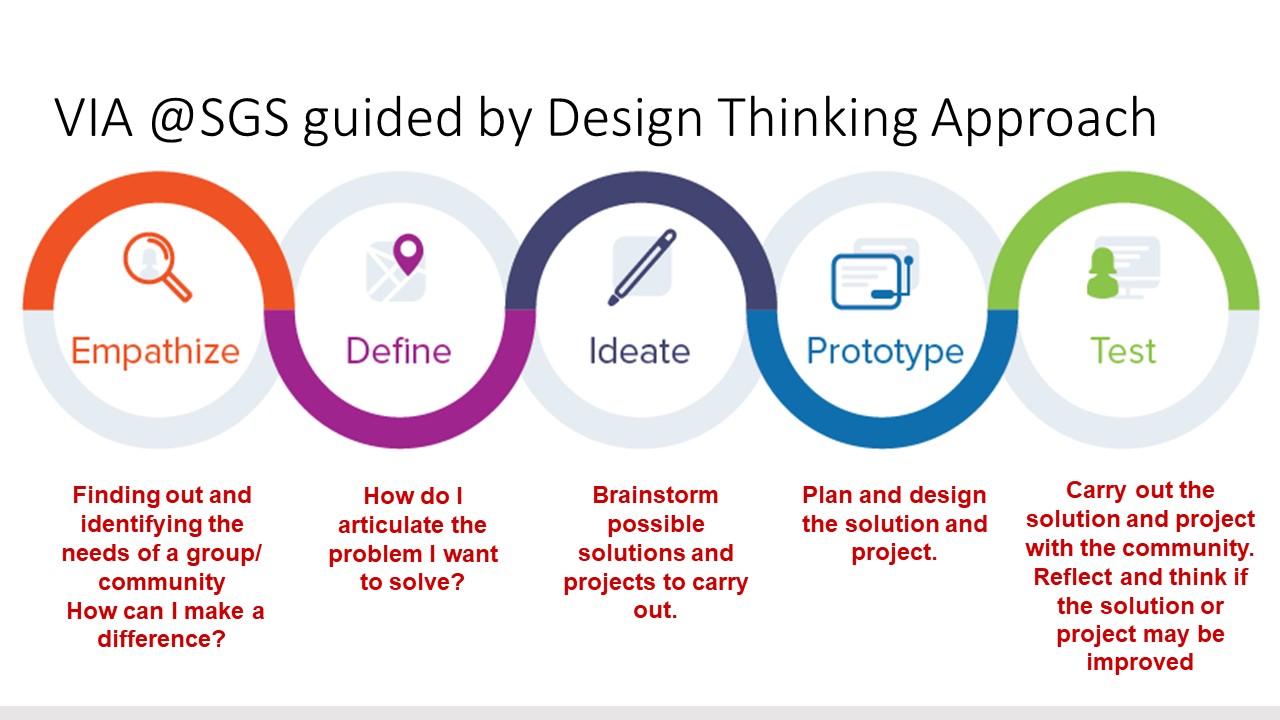 VIA @SGS guided by Design Thinking Approach
Empathize
Define
Ideate
Prototype
Test
Finding out and
identifying the
needs of a group/
community
How can I make a
difference?
How do I
articulate the
problem I want
to solve?
Brainstorm
possible
solutions and
projects to carry
out.
Plan and design
the solution and
project.
Carry out the
solution and project
with the community.
Reflect and think if
the solution or
project may be
improved